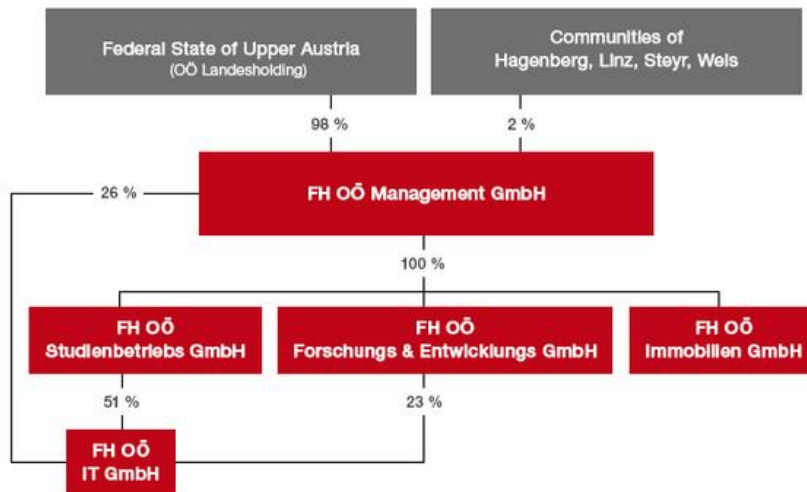 Federal State of Upper Austria
(OÖ Landesholding)
Communities of
Hagenberg, Linz, Steyr, Wels
98 %
2 %
26 %
FH OÖ Management GmbH
100 %
FH OÖ
Studienbetriebs GmbH
FH OÖ
Forschungs & Entwicklungs GmbH
FH OÖ
Immobilien GmbH
51 %
23 %
FH OÖ
IT GmbH